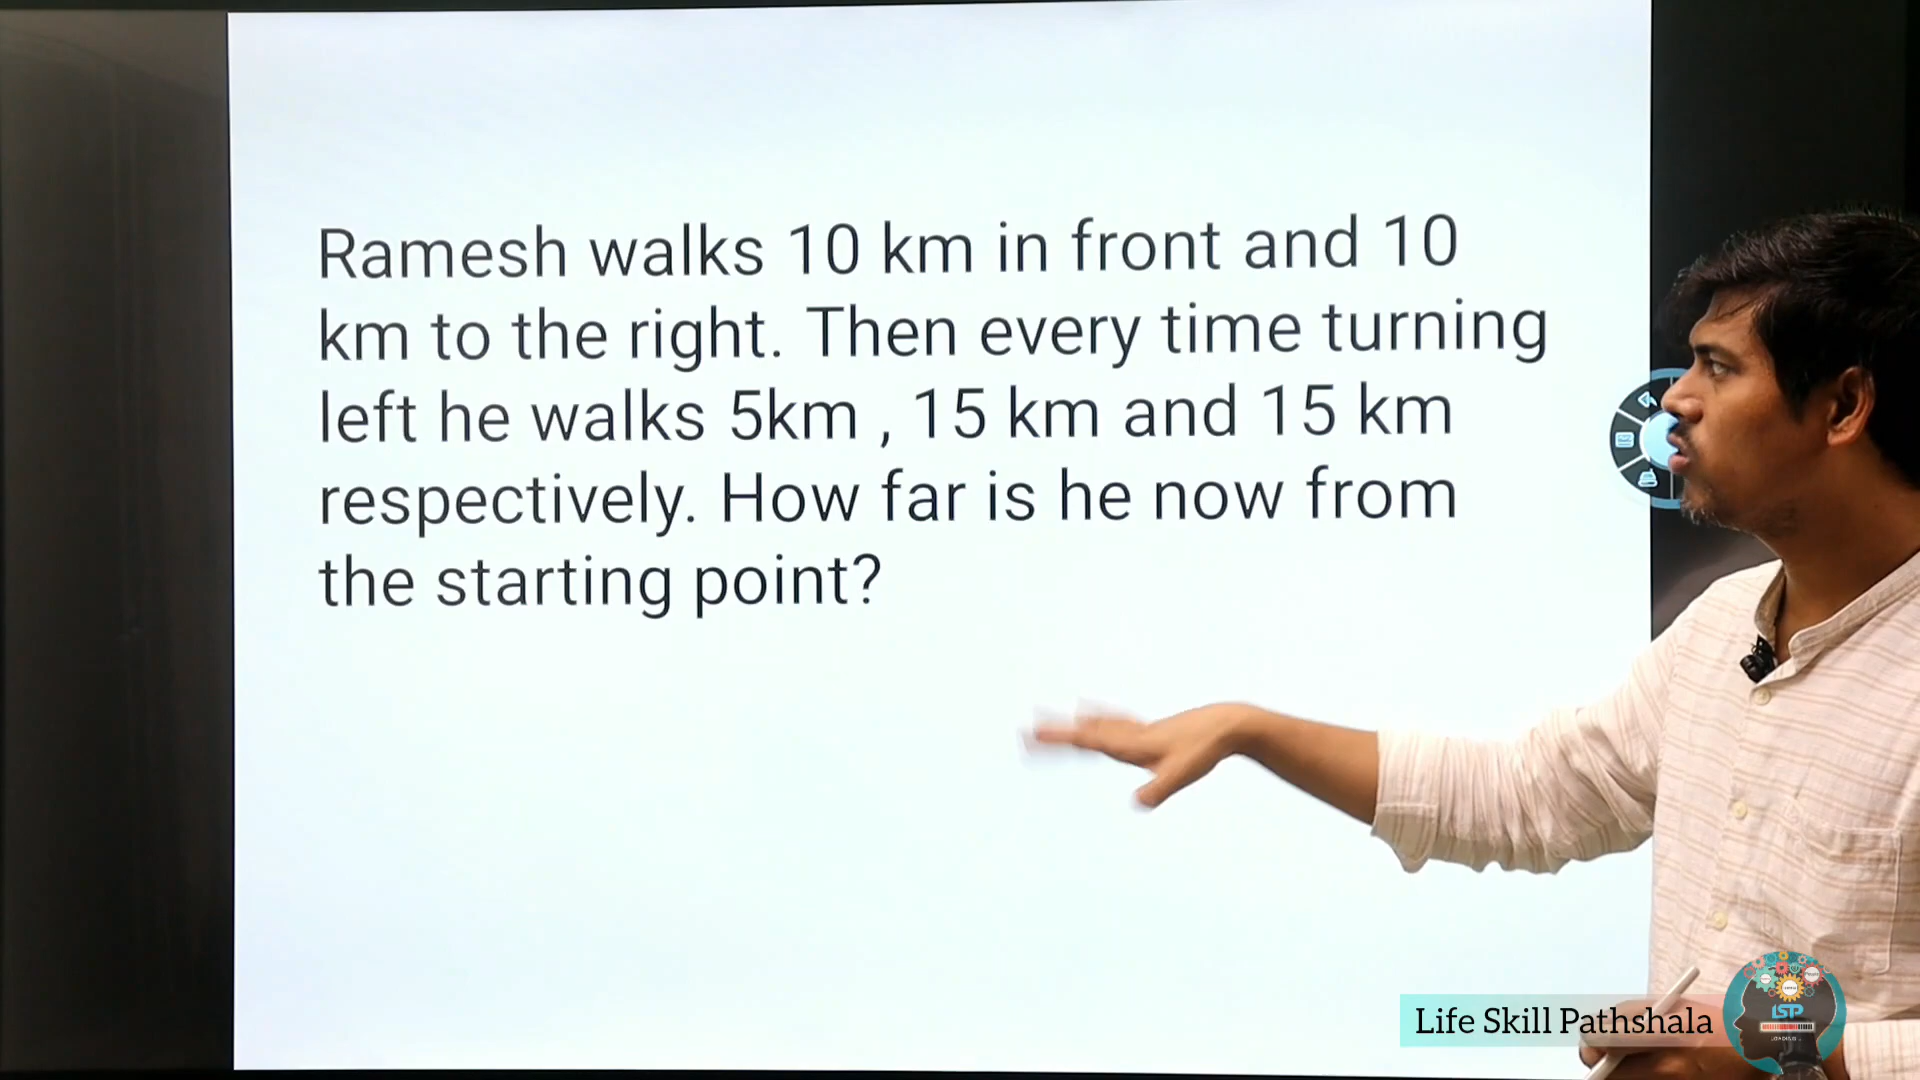 Ramesh walks 10 km in front and 10
km to the right. Then every time turning
left he walks 5km , 15 km and 15 km
respectively. How far is he now from
the starting point?
Life Skill Pathshala
LSP